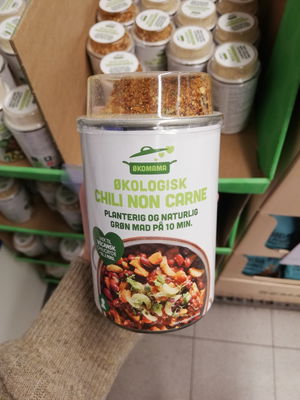 ØKOMAMA
ØKOLOGISK
CHILI NON CARNE
PLANTERIG OG NATURLIG
GRØN MAD PÅ 10 MIN.